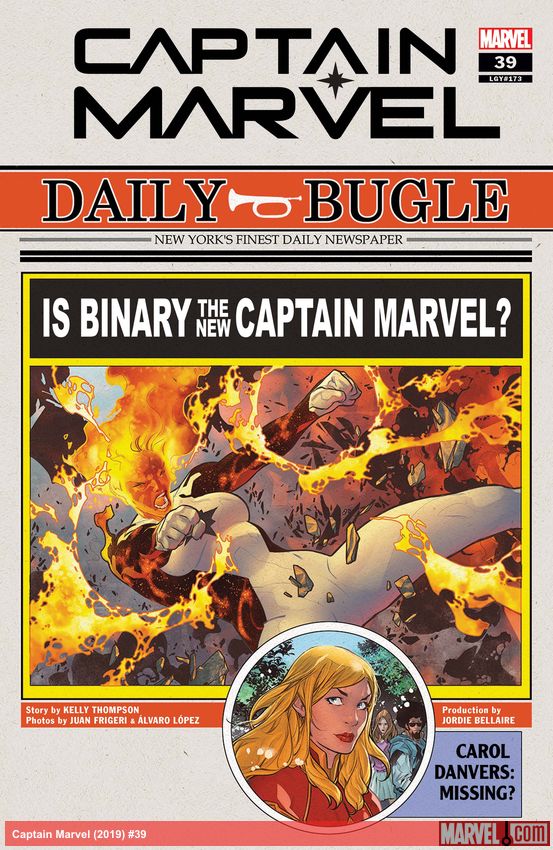 CAPTAIN
MARVEL
MARVEL
39
LGY#173
DAILY BUGLE
NEW YORK'S FINEST DAILY NEWSPAPER
IS BINARY THE NEW CAPTAIN MARVEL?
Story by KELLY THOMPSON
Photos by JUAN FRIGERI & ÁLVARO LÓPEZ
Production by
JORDIE BELLAIRE
CAROL
DANVERS:
MISSING?
Captain Marvel (2019) #39
MARVEL.com